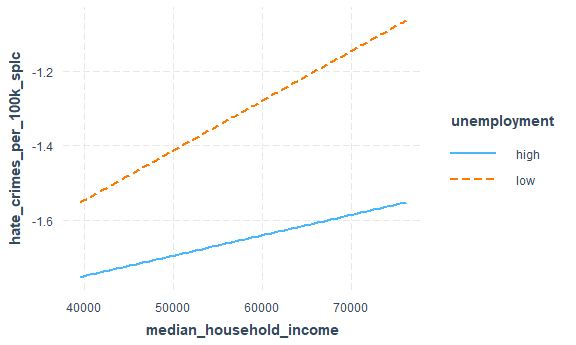 hate_crimes_per_100k_splc
-1.2
-1.4
-1.6
40000
50000
60000
70000
median_household_income
unemployment
high
low